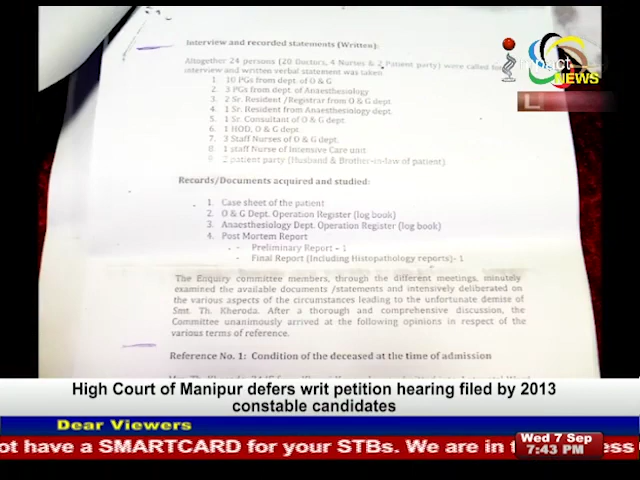 Interview and recorded statements (Written):
Altogether 24 persons (20 Doctors, 4 Nurses & 2 Patient party) were called for
interview and written verbal statement was taken
1. 10 PGs from dept. of O & G
2. 3 PGs from dept. of Anaesthesiology
3. 2 Sr. Resident /Registrar from O & G dept.
4. 1 Sr. Resident from Anaesthesiology dept.
5. 1 Sr. Consultant of O & G dept.
6. 1 HOD, O & G dept.
7. 3 Staff Nurses of O & G dept.
8. 1 staff Nurse of Intensive Care unit.
9. 2 patient party (Husband & Brother-in-law of patient)
Records/Documents acquired and studied:
1. Case sheet of the patient
2. O & G Dept. Operation Register (log book)
3. Anaesthesiology Dept. Operation Register (log book)
4. Post Mortem Report
- Preliminary Report - 1
- Final Report (Including Histopathology reports)- 1
The Enquiry committee members, through the different meetings, minutely
examined the available documents /statements and intensively deliberated on
the various aspects of the circumstances leading to the unfortunate demise of
Smt. Th. Kheroda. After a thorough and comprehensive discussion, the
Committee unanimously arrived at the following opinions in respect of the
various terms of reference.
Reference No. 1: Condition of the deceased at the time of admission
Impact
NEWS
L
High Court of Manipur defers writ petition hearing filed by 2013
constable candidates
Dear Viewers
ot have a SMARTCARD for your STBs. We are in t
ess
Wed 7 Sep
7:43 PM